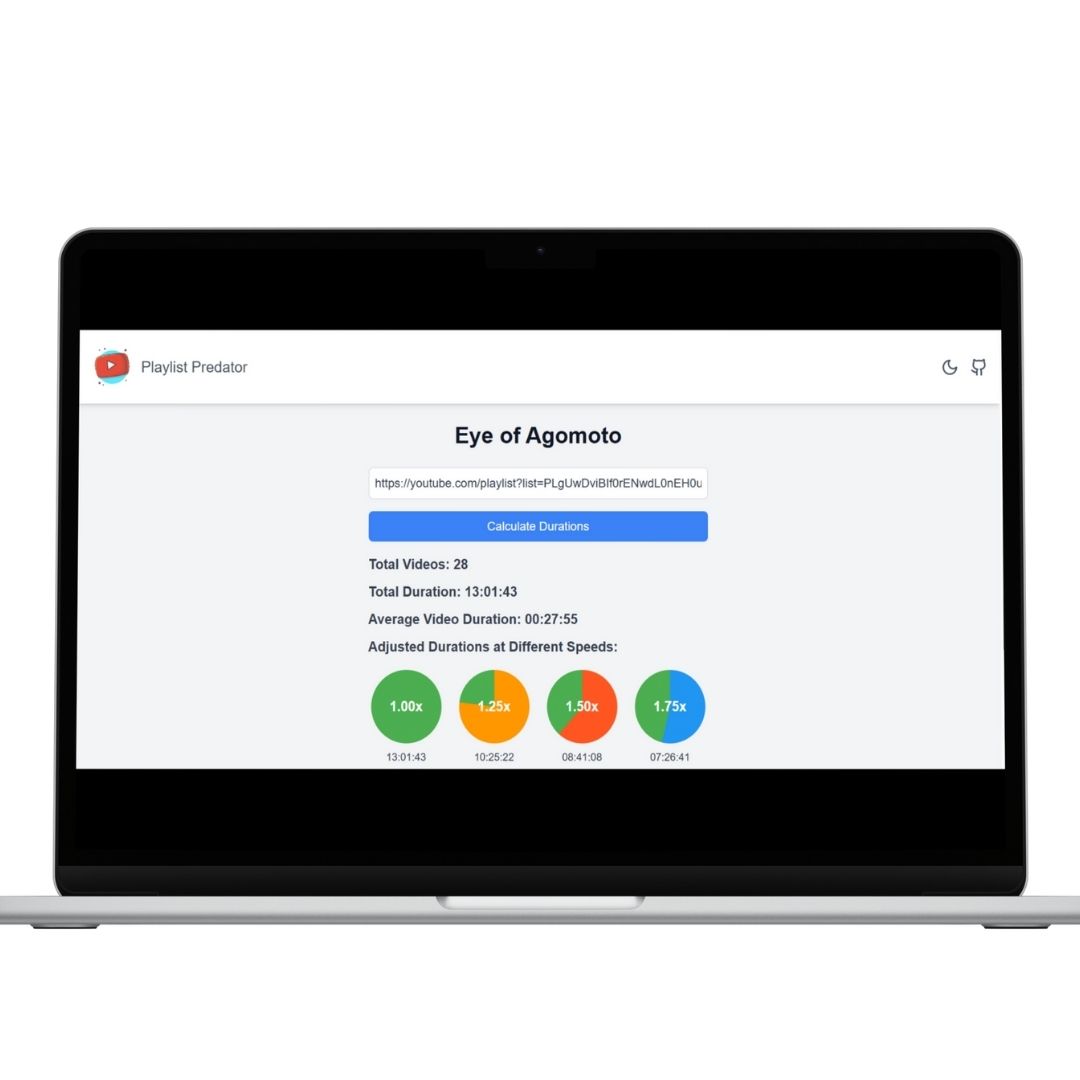 Playlist Predator
Eye of Agomoto
https://youtube.com/playlist?list=PLgUwDviBIf0rENwdL0nEH0u
Calculate Durations
Total Videos: 28
Total Duration: 13:01:43
Average Video Duration: 00:27:55
Adjusted Durations at Different Speeds:
1.00x 1.25x 1.50x 1.75x
13:01:43 10:25:22 08:41:08 07:26:41